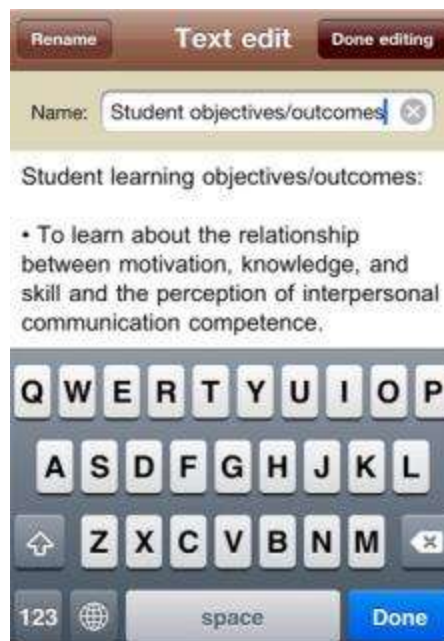 Rename Text edit Done editing
Name: Student objectives/outcomes
Student learning objectives/outcomes:
• To learn about the relationship
between motivation, knowledge, and
skill and the perception of interpersonal
communication competence.
Q W E R T Y U I O P
A S D F G H J K L
Z X C V B N M
123 space Done